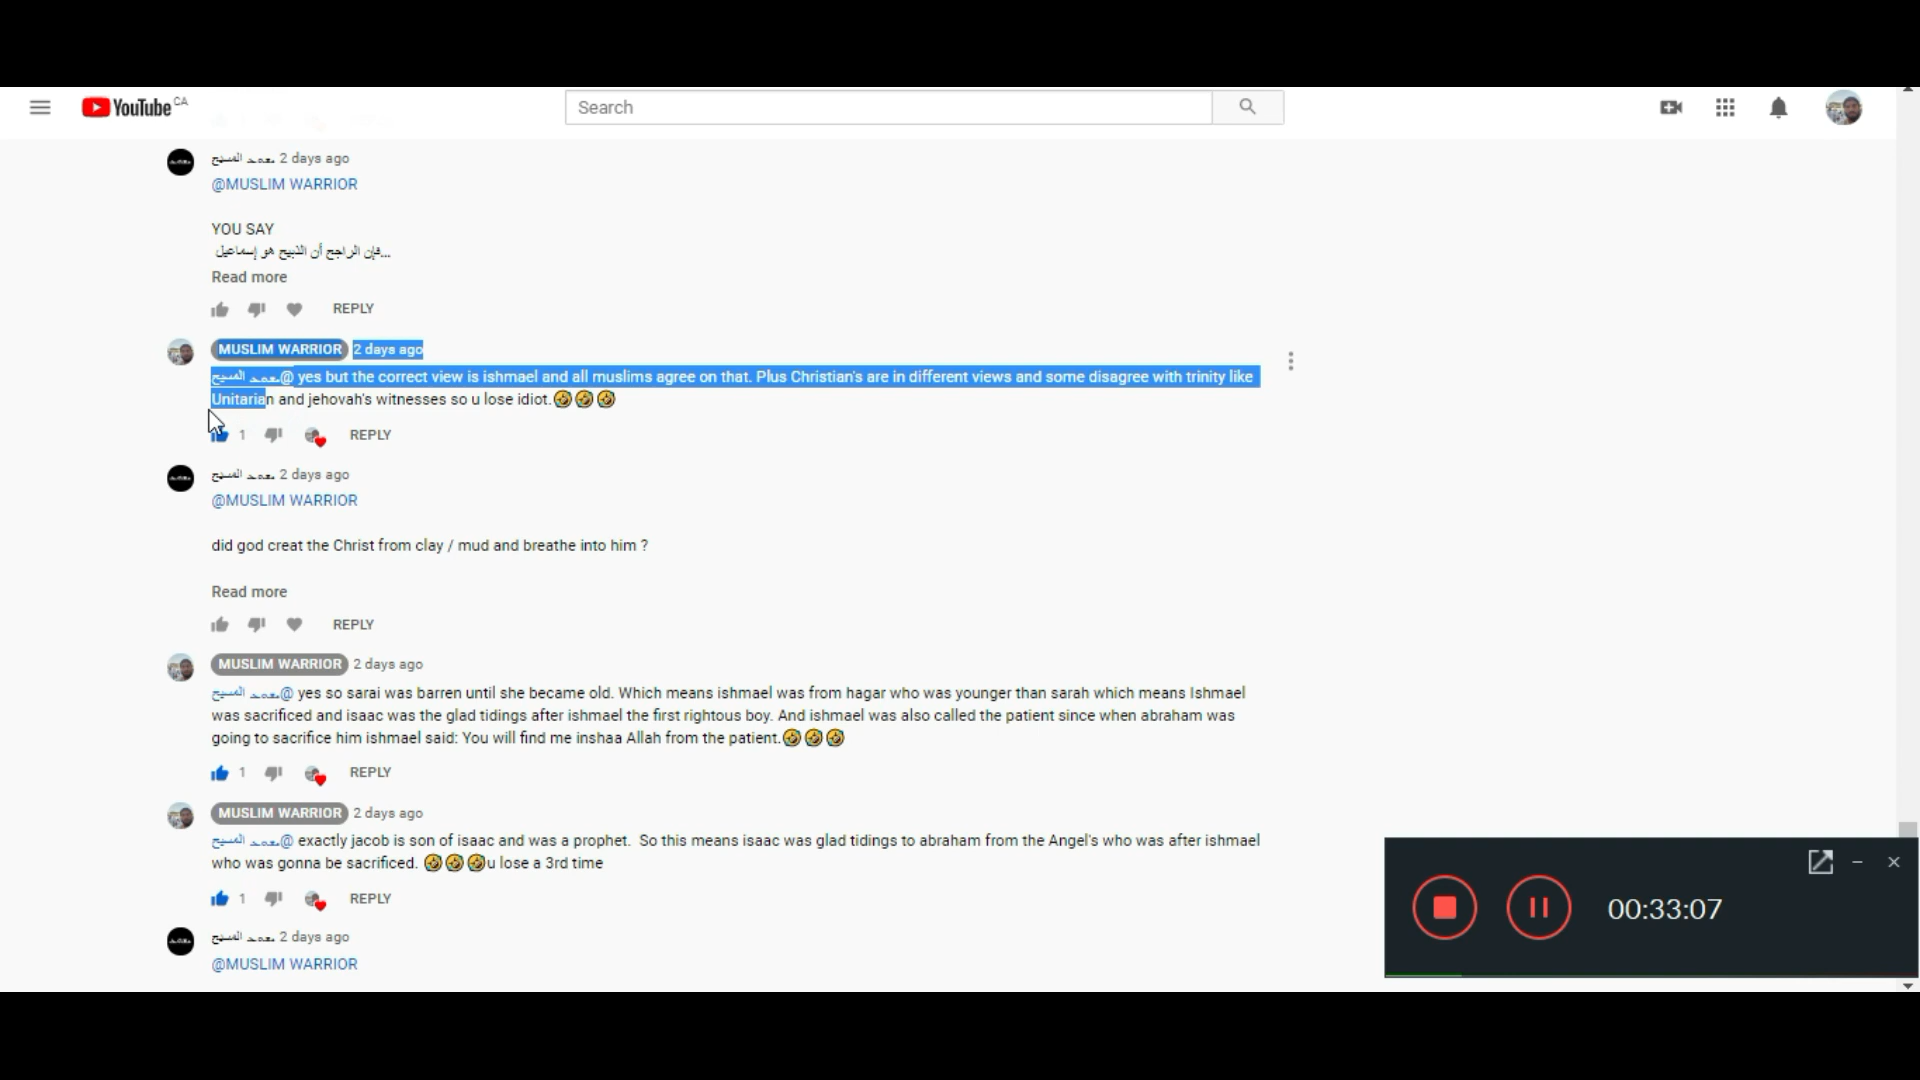 YouTube CA
Search
محمد المسيح 2 days ago
@MUSLIM WARRIOR
YOU SAY
فإن الراجح أن الذبيح هو إسماعيل...
Read more
REPLY
MUSLIM WARRIOR 2 days ago
@محمد المسيح yes but the correct view is ishmael and all muslims agree on that. Plus Christian's are in different views and some disagree with trinity like
Unitarian and jehovah's witnesses so u lose idiot.🤣🤣🤣
1 REPLY
محمد المسيح 2 days ago
@MUSLIM WARRIOR
did god creat the Christ from clay / mud and breathe into him ?
Read more
REPLY
MUSLIM WARRIOR 2 days ago
@محمد المسيح yes so sarai was barren until she became old. Which means ishmael was from hagar who was younger than sarah which means Ishmael
was sacrificed and isaac was the glad tidings after ishmael the first rightous boy. And ishmael was also called the patient since when abraham was
going to sacrifice him ishmael said: You will find me inshaa Allah from the patient.🤣🤣🤣
1 REPLY
MUSLIM WARRIOR 2 days ago
@محمد المسيح exactly jacob is son of isaac and was a prophet. So this means isaac was glad tidings to abraham from the Angel's who was after ishmael
who was gonna be sacrificed. 🤣🤣🤣u lose a 3rd time
1 REPLY
محمد المسيح 2 days ago
@MUSLIM WARRIOR
00:33:07